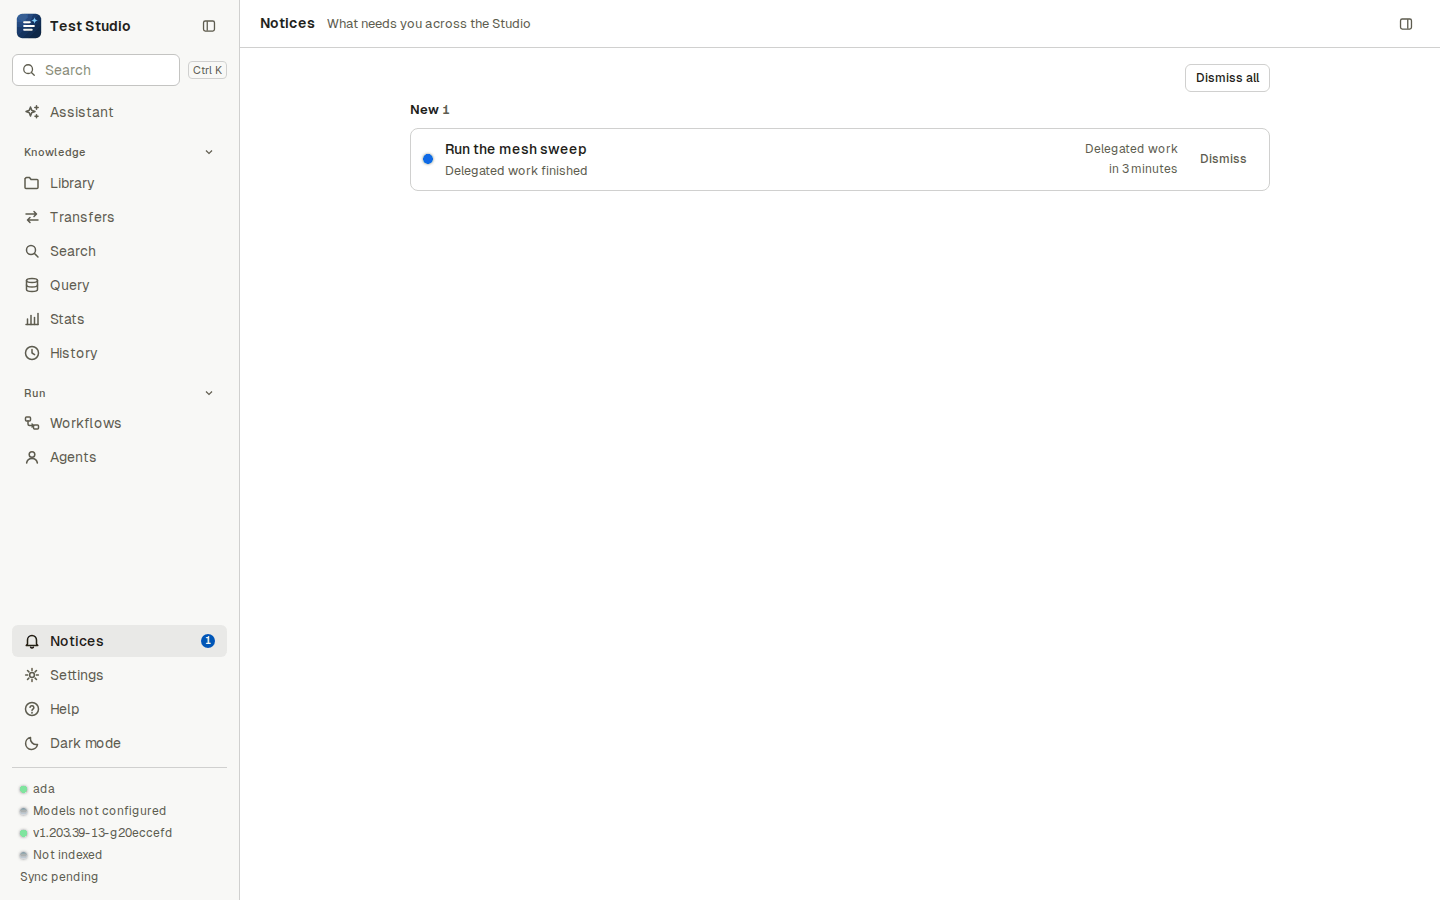 Test Studio
Search
Ctrl K
Assistant
Knowledge
Library
Transfers
Search
Query
Stats
History
Run
Workflows
Agents
Notices
1
Settings
Help
Dark mode
ada
Models not configured
v1.203.39-13-g20eccefd
Not indexed
Sync pending
Notices What needs you across the Studio
Dismiss all
New 1
Run the mesh sweep
Delegated work finished
Delegated work
in 3 minutes
Dismiss